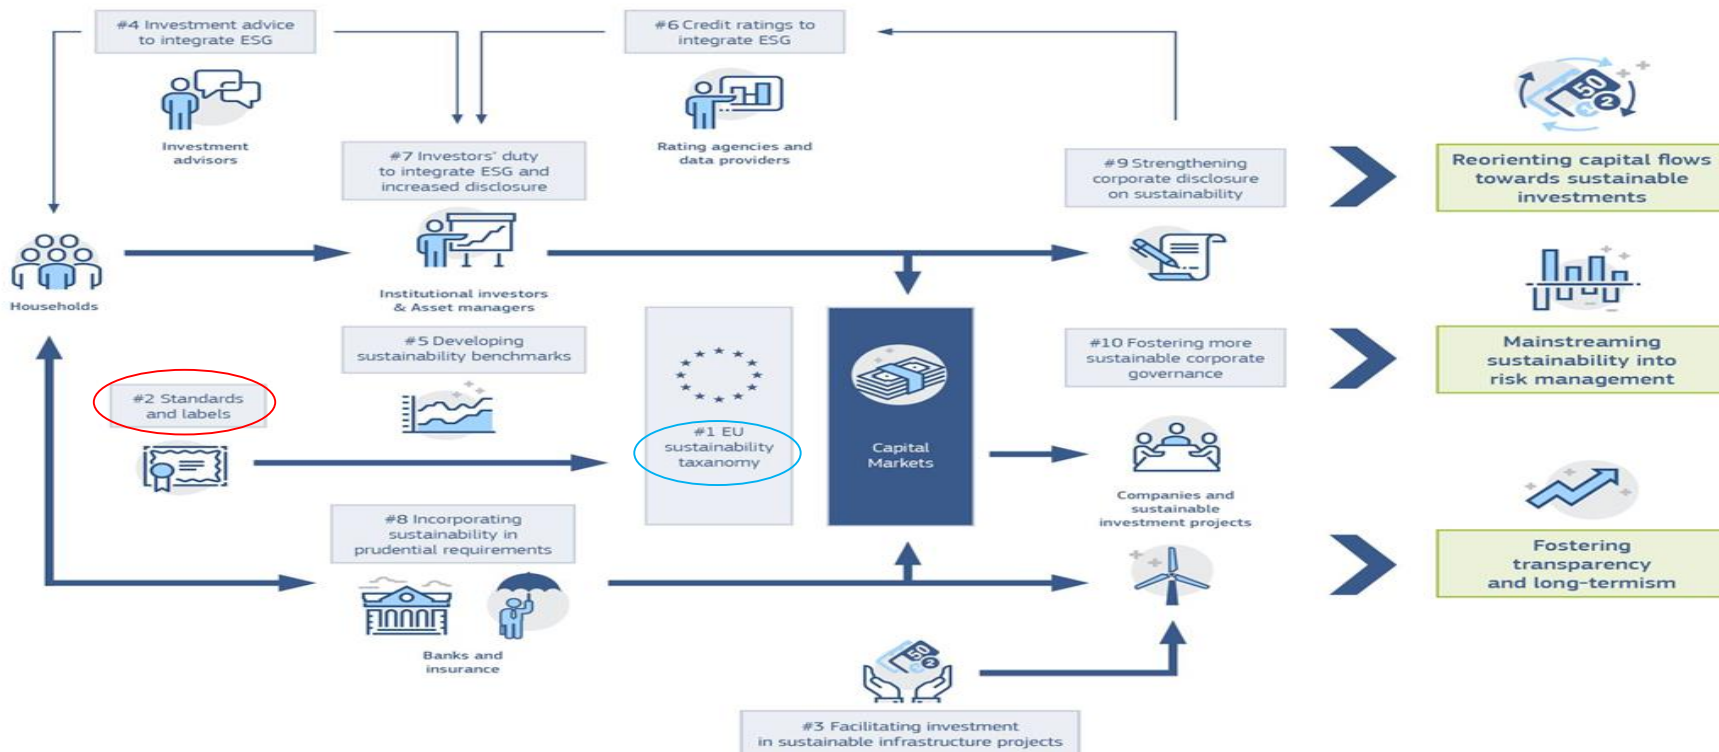 #4 Investment advice
to integrate ESG
#6 Credit ratings to
integrate ESG
50
2
Investment
advisors
Rating agencies and
data providers
#7 Investors' duty
to integrate ESG and
increased disclosure
#9 Strengthening
corporate disclosure
on sustainability
Reorienting capital flows
towards sustainable
investments
Households
Institutional investors
& Asset managers
#5 Developing
sustainability benchmarks
#10 Fostering more
sustainable corporate
governance
Mainstreaming
sustainability into
risk management
#2 Standards
and labels
#1 EU
sustainability
taxanomy
Capital
Markets
Companies and
sustainable
investment projects
#8 Incorporating
sustainability in
prudential requirements
Fostering
transparency
and long-termism
Banks and
insurance
50
2
#3 Facilitating investment
in sustainable infrastructure projects